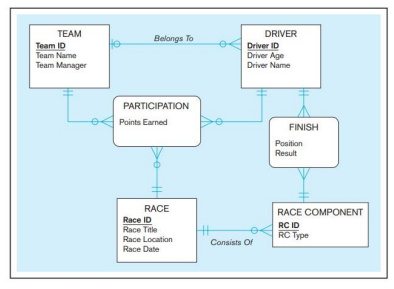 TEAM
Team ID
Team Name
Team Manager
Belongs To
DRIVER
Driver ID
Driver Age
Driver Name
PARTICIPATION
Points Earned
FINISH
Position
Result
RACE
Race ID
Race Title
Race Location
Race Date
Consists Of
RACE COMPONENT
RC ID
RC Type